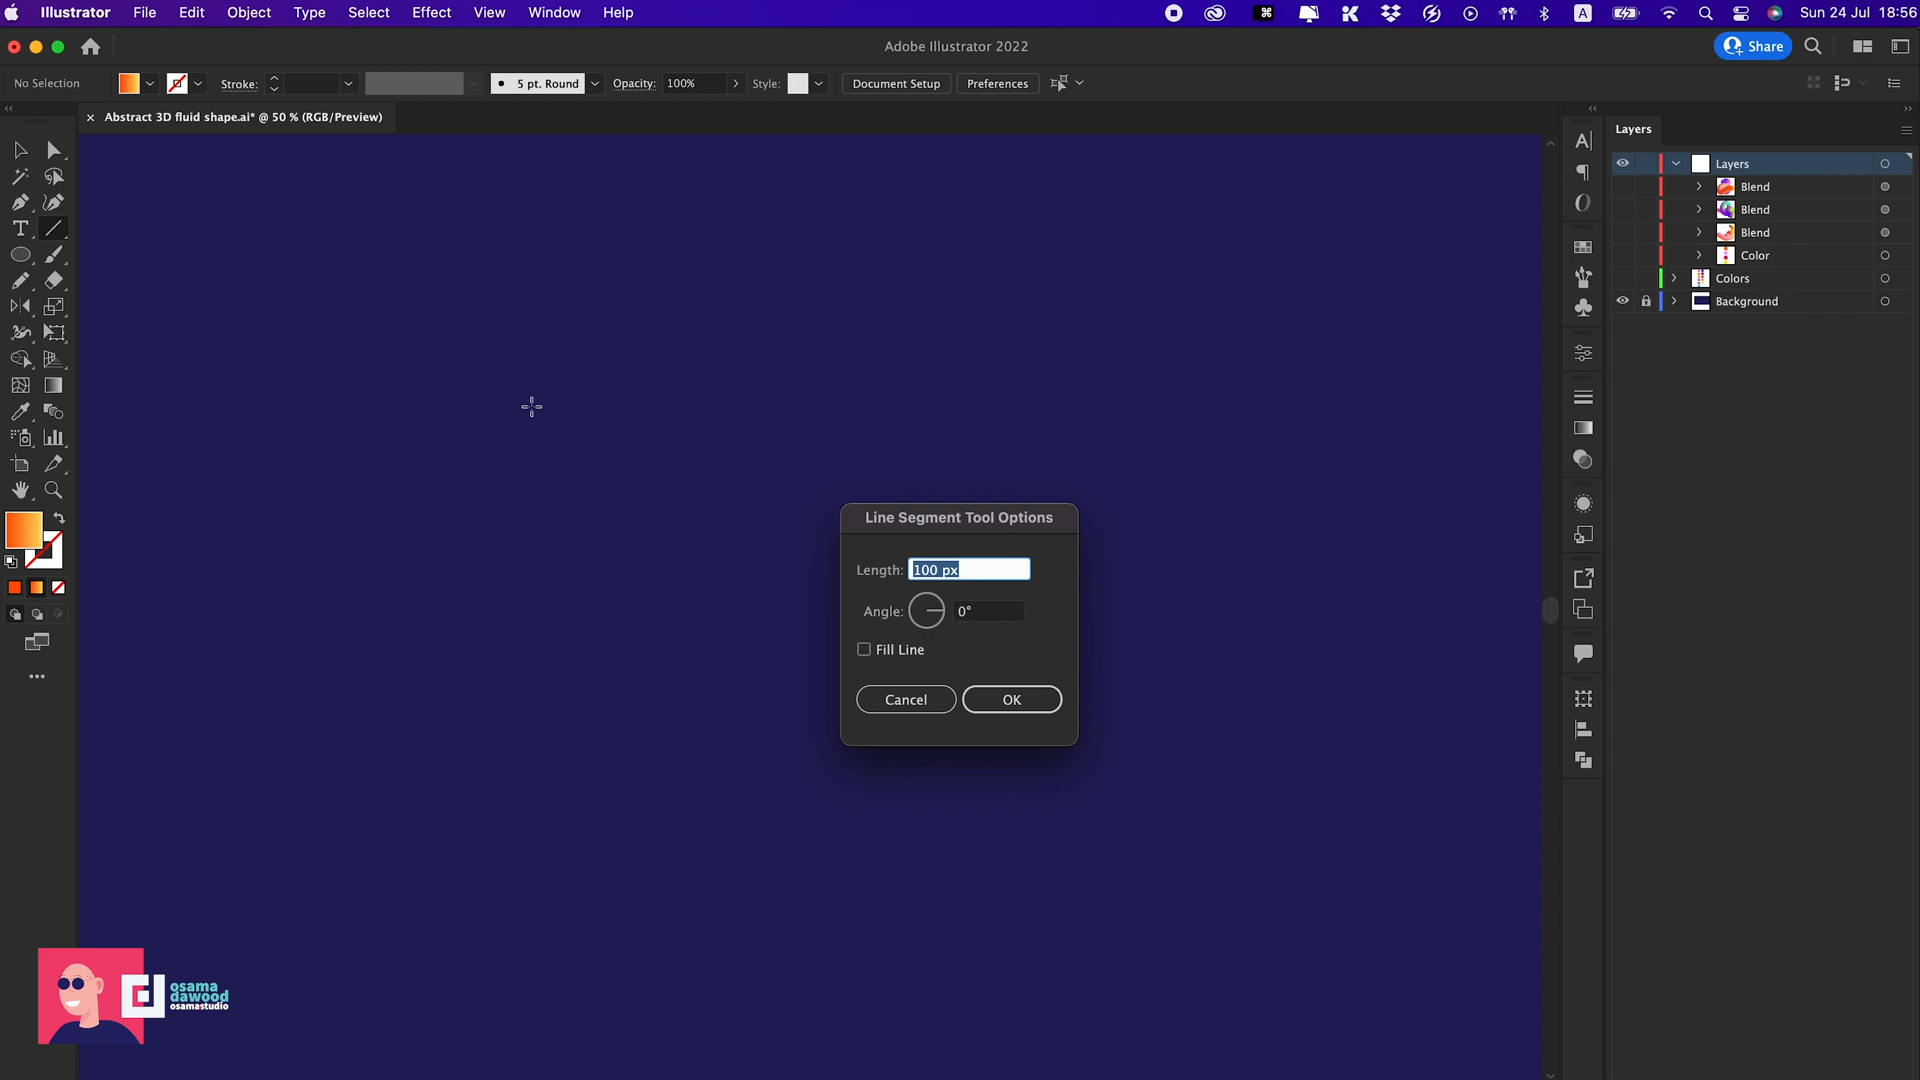 Illustrator File Edit Object Type Select Effect View Window Help
A
Sun 24 Jul 18:56
Adobe Illustrator 2022
Share
No Selection
Stroke:
5 pt. Round
Opacity: 100%
Style:
Document Setup
Preferences
Abstract 3D fluid shape.ai* @ 50 % (RGB/Preview)
Layers
Layers
Blend
Blend
Blend
Color
Colors
Background
Line Segment Tool Options
Length: 100 px
Angle: 0°
Fill Line
Cancel
OK
osama
dawood
osamastudio